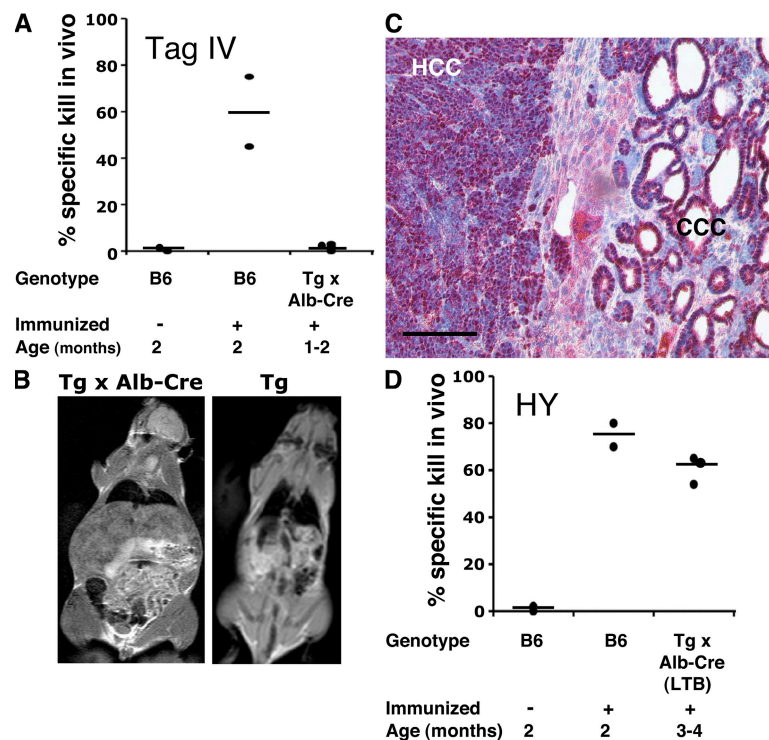 A
Tag IV
% specific kill in vivo
100
80
60
40
20
0
Genotype B6 B6 Tg x
Alb-Cre
Immunized - + +
Age (months) 2 2 1-2
B
Tg x Alb-Cre Tg
C
HCC
CCC
D
HY
% specific kill in vivo
100
80
60
40
20
0
Genotype B6 B6 Tg x
Alb-Cre
(LTB)
Immunized - + +
Age (months) 2 2 3-4